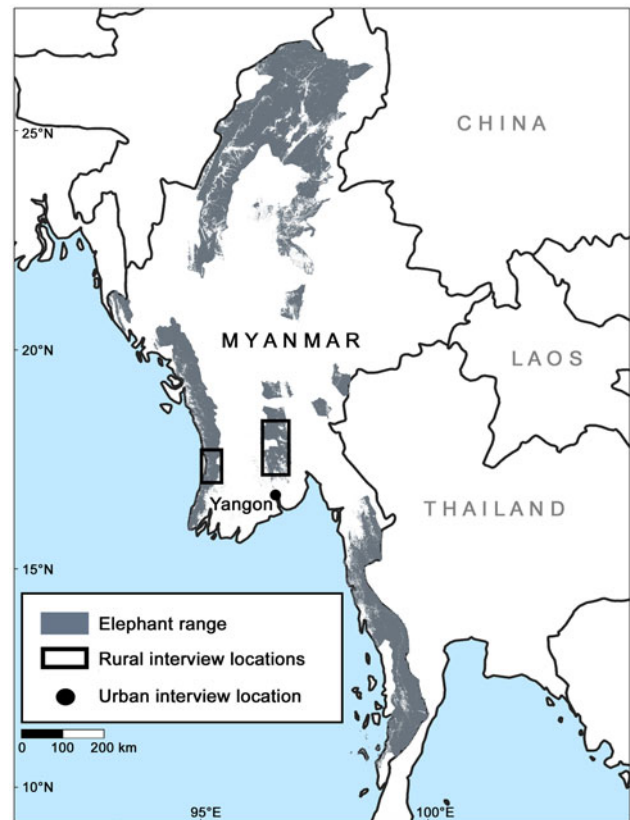 25°N
CHINA
20°N
MYANMAR
LAOS
Yangon
THAILAND
15°N
Elephant range
Rural interview locations
Urban interview location
0 100 200 km
10°N
95°E
100°E